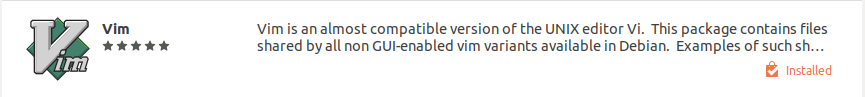 Vim
Vim
Vim is an almost compatible version of the UNIX editor Vi.  This package contains files
shared by all non GUI-enabled vim variants available in Debian.  Examples of such sh…
Installed